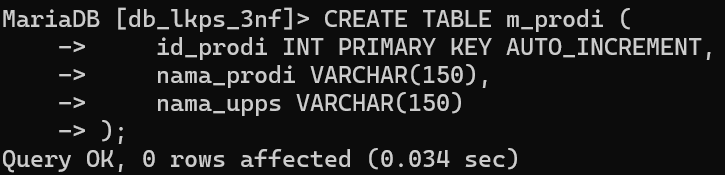 MariaDB [db_lkps_3nf]> CREATE TABLE m_prodi (
    ->     id_prodi INT PRIMARY KEY AUTO_INCREMENT,
    ->     nama_prodi VARCHAR(150),
    ->     nama_upps VARCHAR(150)
    -> );
Query OK, 0 rows affected (0.034 sec)